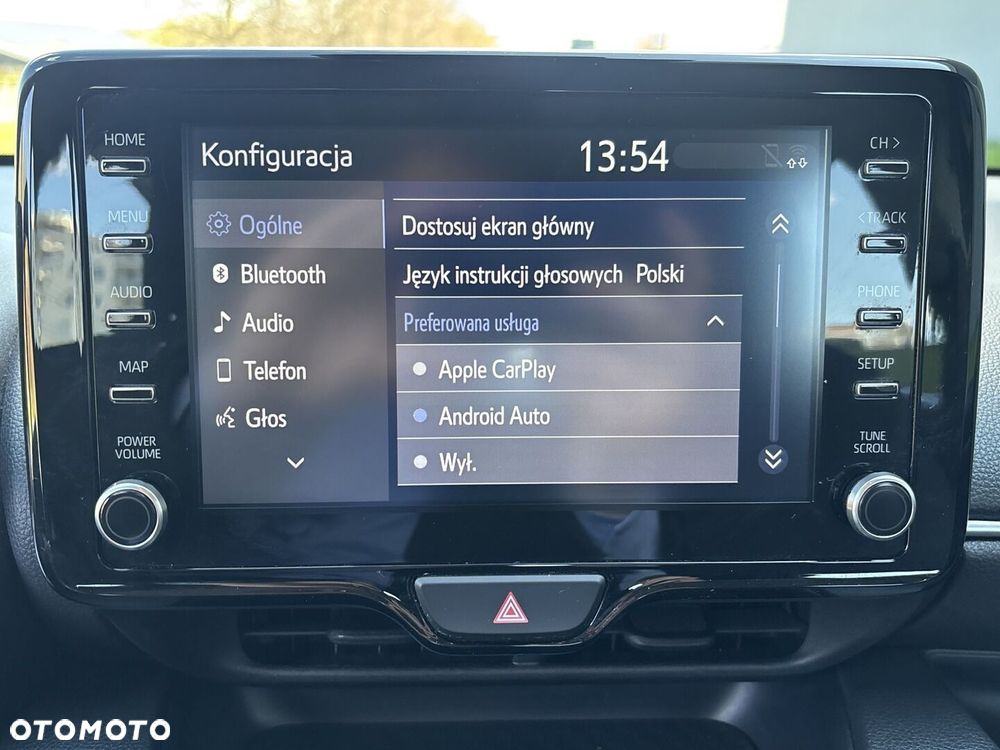 HOME
MENU
AUDIO
MAP
POWER
VOLUME
Konfiguracja 13:54
Ogólne
Bluetooth
Audio
Telefon
Głos
Dostosuj ekran główny
Język instrukcji głosowych Polski
Preferowana usługa
Apple CarPlay
Android Auto
Wył.
CH >
< TRACK
PHONE
SETUP
TUNE
SCROLL
OTOMOTO